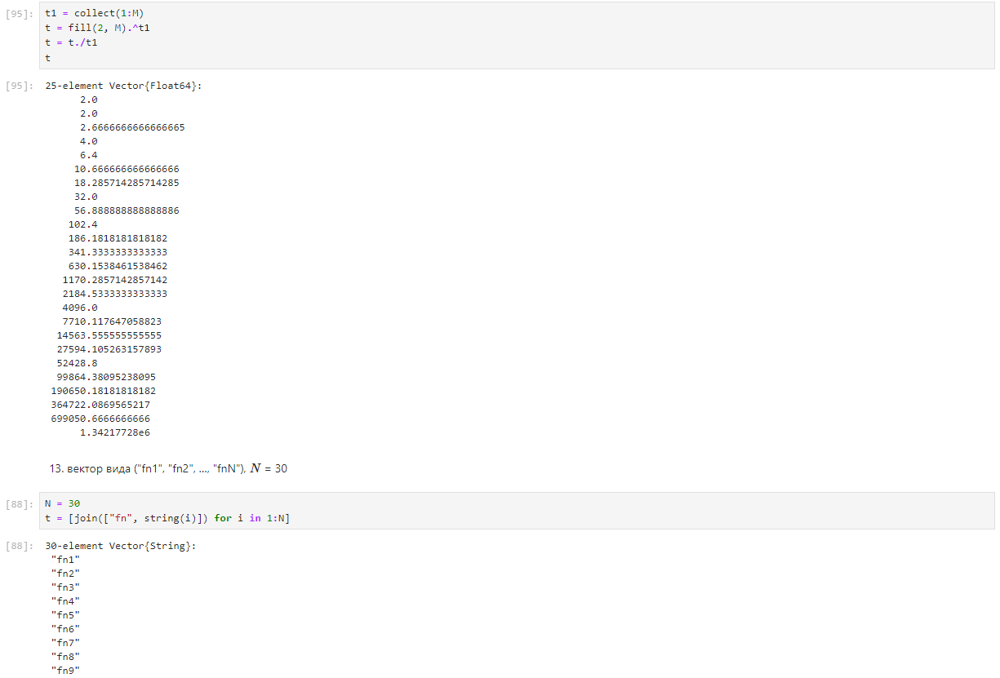 [95]: t1 = collect(1:M)
t = fill(2, M).^t1
t = t./t1
t
[95]: 25-element Vector{Float64}:
2.0
2.0
2.6666666666666665
4.0
6.4
10.666666666666666
18.285714285714285
32.0
56.888888888888886
102.4
186.1818181818182
341.3333333333333
630.1538461538462
1170.2857142857142
2184.5333333333333
4096.0
7710.117647058823
14563.555555555555
27594.105263157893
52428.8
99864.38095238095
190650.18181818182
364722.0869565217
699050.6666666666
1.34217728e6
13. вектор вида ("fn1", "fn2", ..., "fnN"), N = 30
[88]: N = 30
t = [join(["fn", string(i)]) for i in 1:N]
[88]: 30-element Vector{String}:
"fn1"
"fn2"
"fn3"
"fn4"
"fn5"
"fn6"
"fn7"
"fn8"
"fn9"